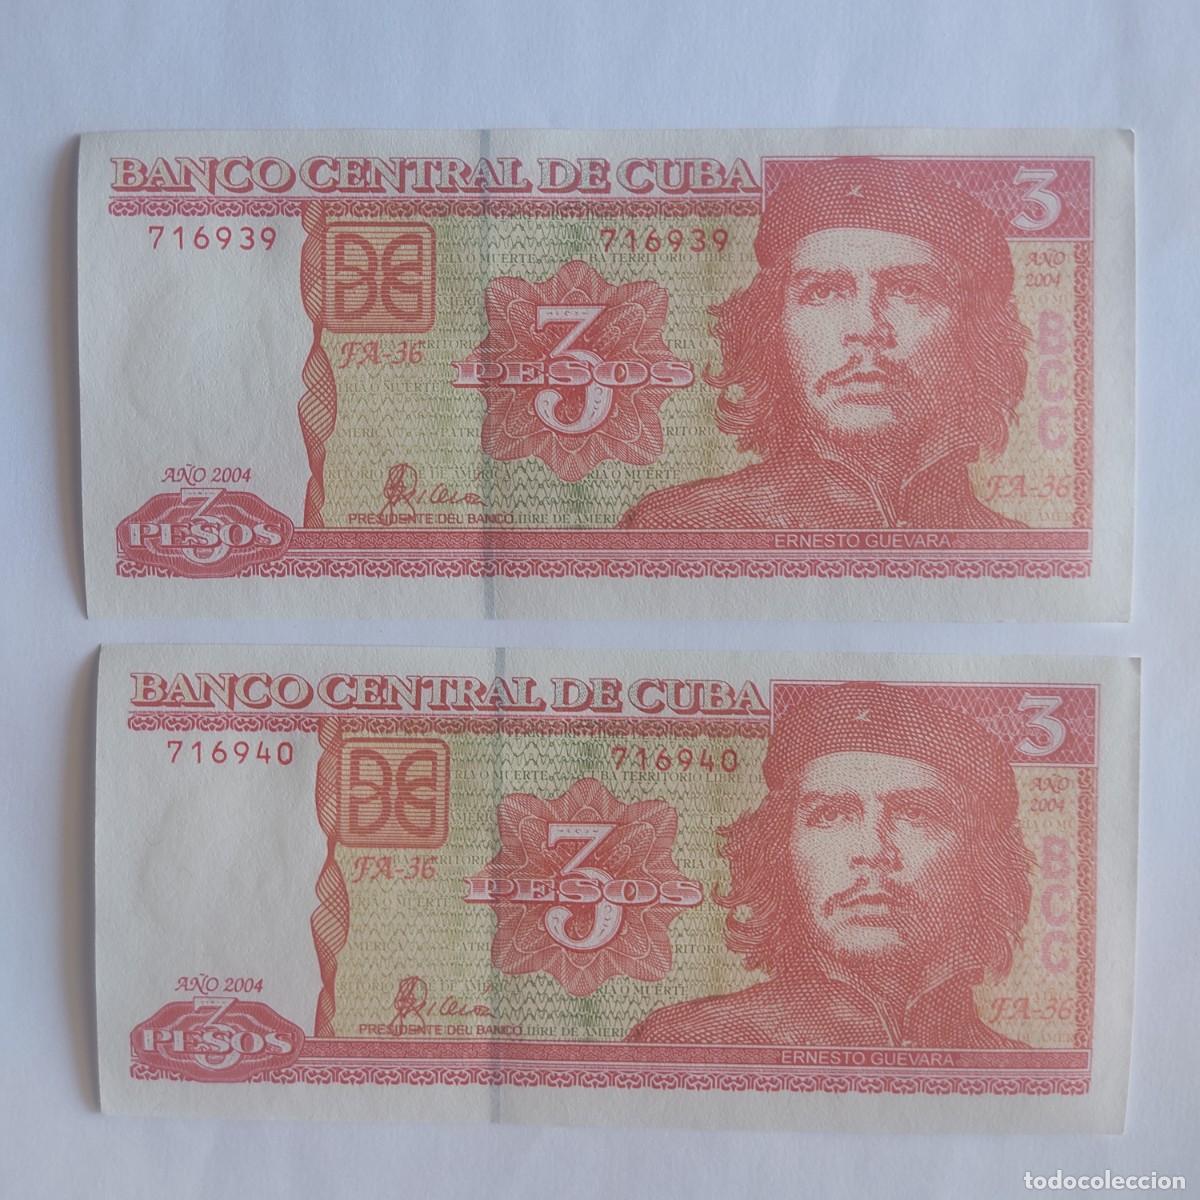 BANCO CENTRAL DE CUBA
3
716939
716939
AÑO
2004
BCC
FA-36
3
PESOS
FA-36
AÑO 2004
3
PESOS
PRESIDENTE DEL BANCO
ERNESTO GUEVARA
BANCO CENTRAL DE CUBA
3
716940
716940
AÑO
2004
BCC
FA-36
3
PESOS
FA-36
AÑO 2004
3
PESOS
PRESIDENTE DEL BANCO
ERNESTO GUEVARA
todocoleccion